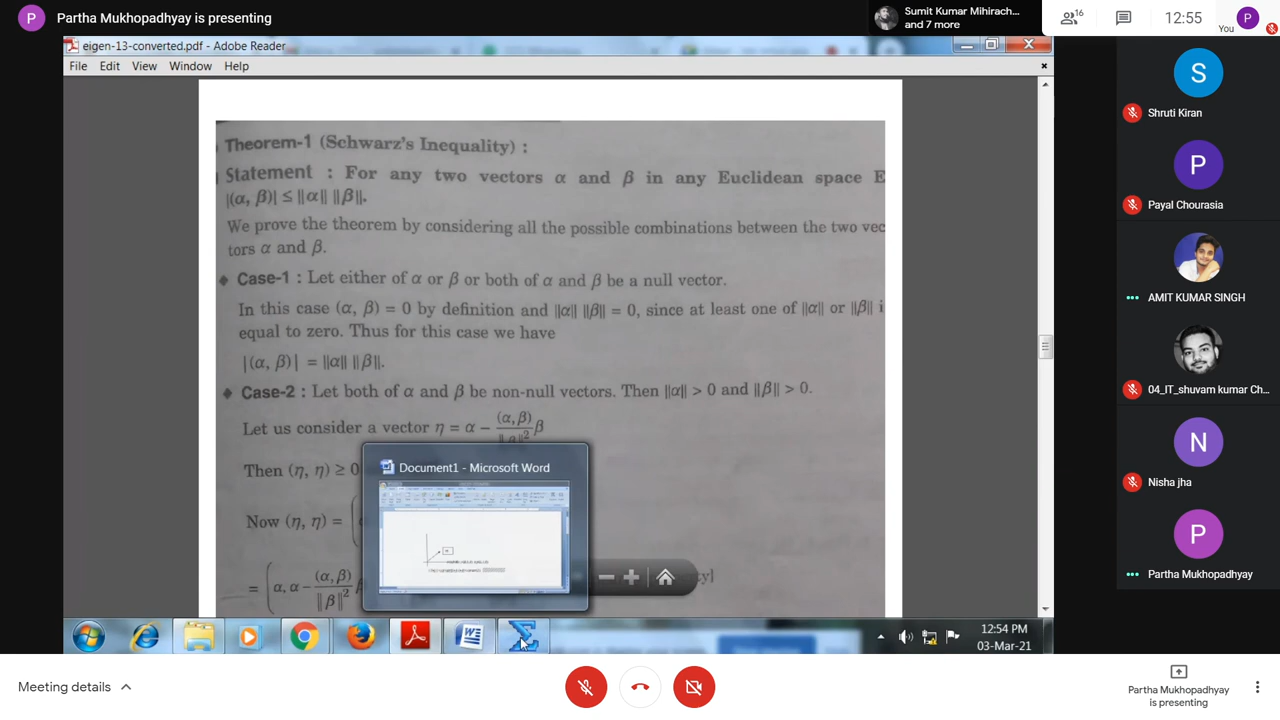 Partha Mukhopadhyay is presenting
Sumit Kumar Mihirach...
and 7 more
16
12:55
You
eigen-13-converted.pdf - Adobe Reader
File Edit View Window Help
Theorem-1 (Schwarz's Inequality) :
Statement : For any two vectors α and β in any Euclidean space E
|(α, β)| ≤ ||α|| ||β||.
We prove the theorem by considering all the possible combinations between the two vec
tors α and β.
Case-1 : Let either of α or β or both of α and β be a null vector.
In this case (α, β) = 0 by definition and ||α|| ||β|| = 0, since at least one of ||α|| or ||β|| i
equal to zero. Thus for this case we have
|(α, β)| = ||α|| ||β||.
Case-2 : Let both of α and β be non-null vectors. Then ||α|| > 0 and ||β|| > 0.
Let us consider a vector η = α − (α,β) β
Then (η, η) ≥ 0
Now (η, η) =
= ( α, α − (α,β) / ||β||²
Document1 - Microsoft Word
12:54 PM
03-Mar-21
S
Shruti Kiran
P
Payal Chourasia
AMIT KUMAR SINGH
04_IT_shuvam kumar Ch...
N
Nisha jha
P
Partha Mukhopadhyay
Meeting details
Partha Mukhopadhyay
is presenting